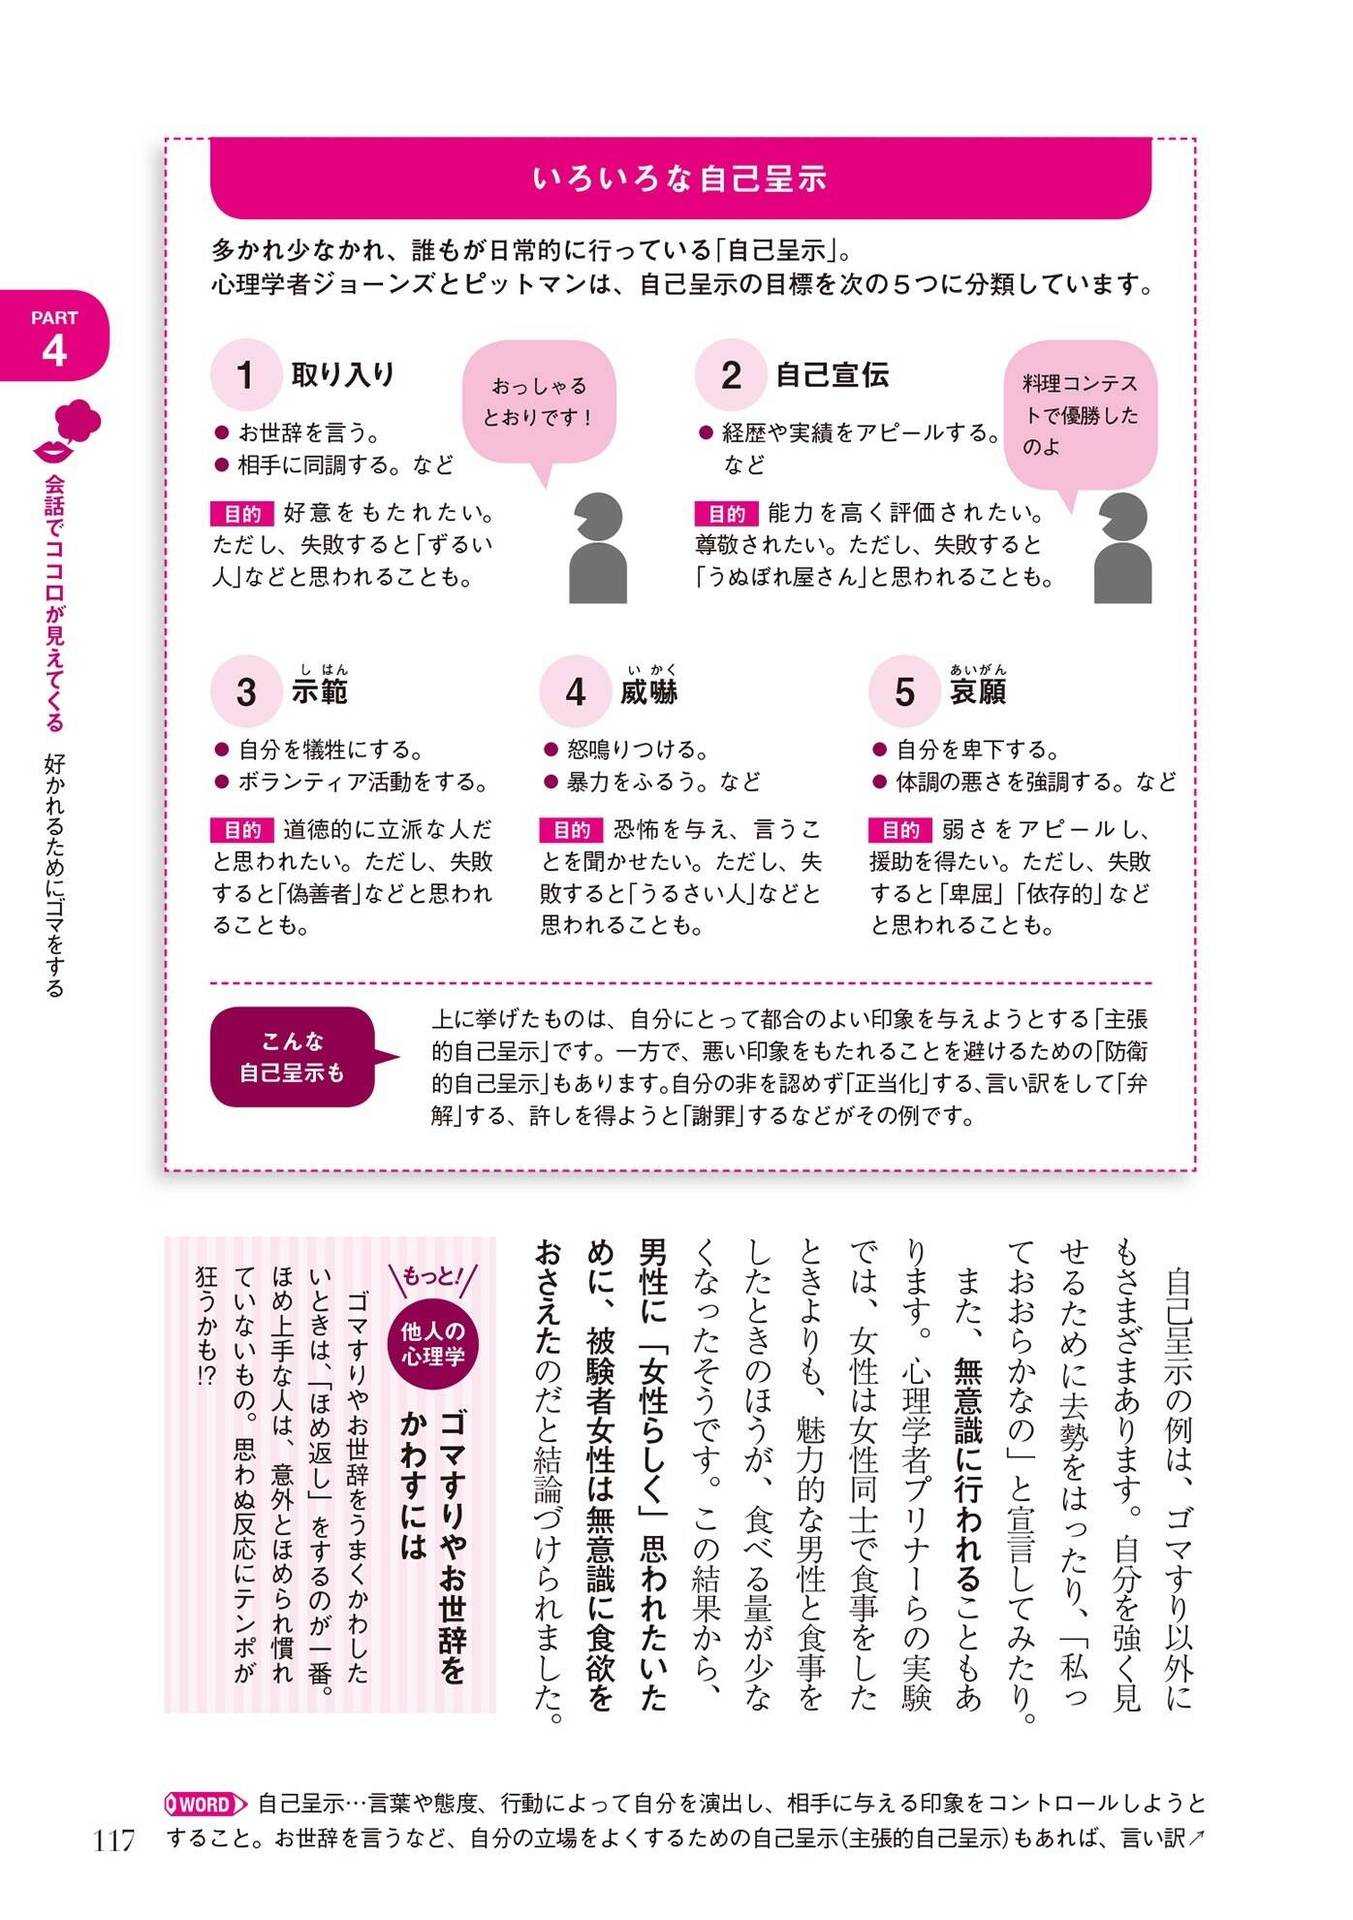 いろいろな自己呈示
多かれ少なかれ、誰もが日常的に行っている「自己呈示」。
心理学者ジョーンズとピットマンは、自己呈示の目標を次の5つに分類しています。
PART
4
会話でココロが見えてくる 好かれるためにゴマをする
1 取り入り
● お世辞を言う。
● 相手に同調する。など
おっしゃる
とおりです！
目的 好意をもたれたい。
ただし、失敗すると「ずるい
人」などと思われることも。
2 自己宣伝
● 経歴や実績をアピールする。
など
料理コンテス
トで優勝した
のよ
目的 能力を高く評価されたい。
尊敬されたい。ただし、失敗すると
「うぬぼれ屋さん」と思われることも。
し はん
3 示範
● 自分を犠牲にする。
● ボランティア活動をする。
目的 道徳的に立派な人だ
と思われたい。ただし、失敗
すると「偽善者」などと思われ
ることも。
い かく
4 威嚇
● 怒鳴りつける。
● 暴力をふるう。など
目的 恐怖を与え、言うこ
とを聞かせたい。ただし、失
敗すると「うるさい人」などと
思われることも。
あいがん
5 哀願
● 自分を卑下する。
● 体調の悪さを強調する。など
目的 弱さをアピールし、
援助を得たい。ただし、失敗
すると「卑屈」「依存的」など
と思われることも。
こんな
自己呈示も
上に挙げたものは、自分にとって都合のよい印象を与えようとする「主張
的自己呈示」です。一方で、悪い印象をもたれることを避けるための「防衛
的自己呈示」もあります。自分の非を認めず「正当化」する、言い訳をして「弁
解」する、許しを得ようと「謝罪」するなどがその例です。
自己呈示の例は、ゴマすり以外に
もさまざまあります。自分を強く見
せるために去勢をはったり、「私っ
ておおらかなの」と宣言してみたり。
また、無意識に行われることもあ
ります。心理学者プリナーらの実験
では、女性は女性同士で食事をした
ときよりも、魅力的な男性と食事を
したときのほうが、食べる量が少な
くなったそうです。この結果から、
男性に「女性らしく」思われたいた
めに、被験者女性は無意識に食欲を
おさえたのだと結論づけられました。
もっと！
他人の
心理学
ゴマすりやお世辞を
かわすには
ゴマすりやお世辞をうまくかわした
いときは、「ほめ返し」をするのが一番。
ほめ上手な人は、意外とほめられ慣れ
ていないもの。思わぬ反応にテンポが
狂うかも!?
WORD 自己呈示…言葉や態度、行動によって自分を演出し、相手に与える印象をコントロールしようと
すること。お世辞を言うなど、自分の立場をよくするための自己呈示（主張的自己呈示）もあれば、言い訳↗
117